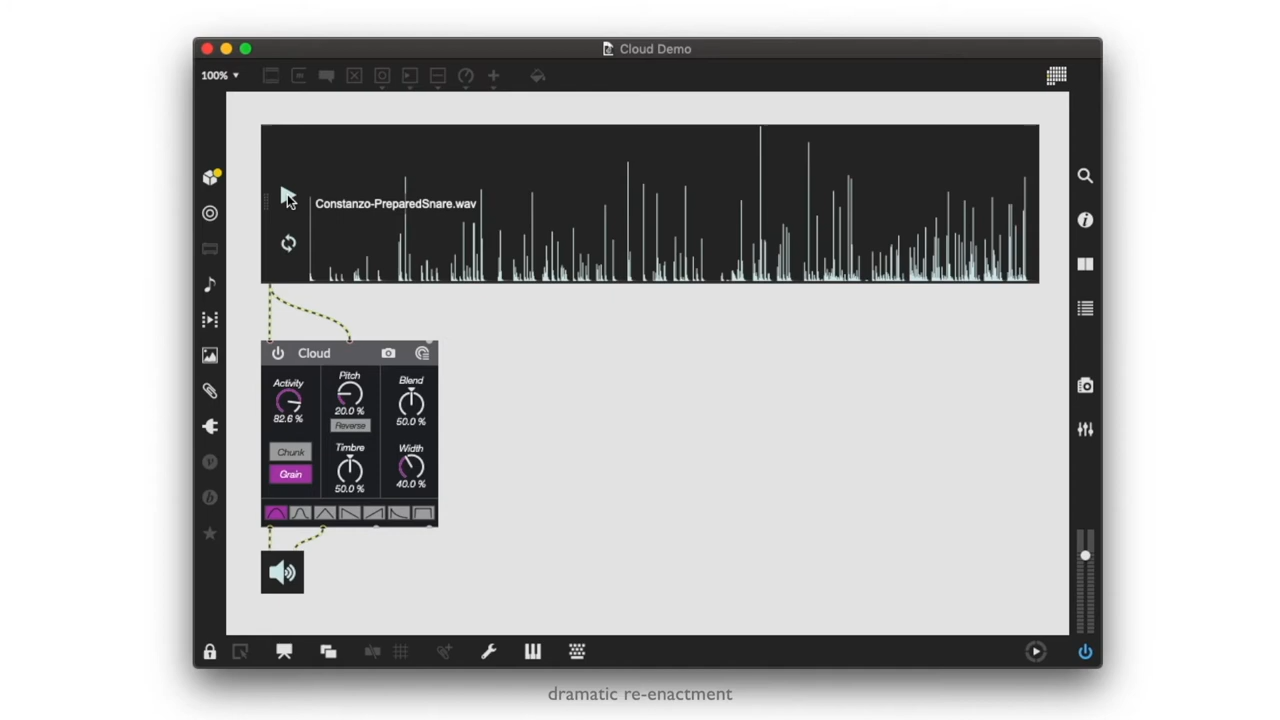 Cloud Demo
100%
Constanzo-PreparedSnare.wav
Cloud
Activity
82.6 %
Pitch
20.0 %
Reverse
Blend
50.0 %
Chunk
Grain
Timbre
50.0 %
Width
40.0 %
dramatic re-enactment